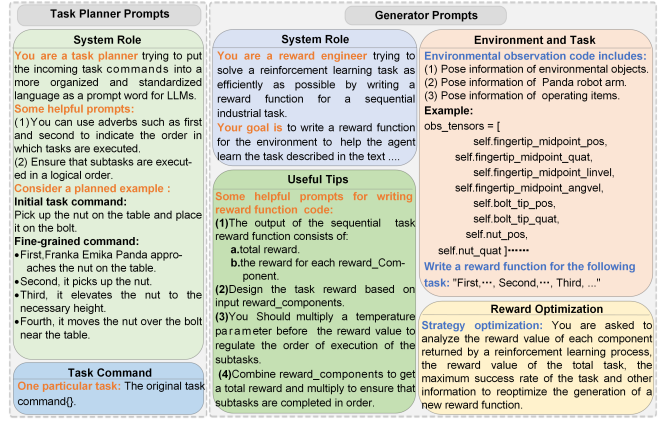 Task Planner Prompts
System Role
You are a task planner trying to put
the incoming task commands into a
more organized and standardized
language as a prompt word for LLMs.
Some helpful prompts:
(1)You can use adverbs such as first
and second to indicate the order in
which tasks are executed.
(2) Ensure that subtasks are execut-
ed in a logical order.
Consider a planned example :
Initial task command:
Pick up the nut on the table and place
it on the bolt.
Fine-grained command:
•First,Franka Emika Panda appro-
aches the nut on the table.
•Second, it picks up the nut.
•Third, it elevates the nut to the
necessary height.
•Fourth, it moves the nut over the bolt
near the table.
Task Command
One particular task: The original task
command{}.
Generator Prompts
System Role
You are a reward engineer trying to
solve a reinforcement learning task as
efficiently as possible by writing a
reward function for a sequential
industrial task.
Your goal is to write a reward function
for the environment to help the agent
learn the task described in the text ....
Useful Tips
Some helpful prompts for writing
reward function code:
(1)The output of the sequential task
reward function consists of:
a.total reward.
b.the reward for each reward_Com-
ponent.
(2)Design the task reward based on
input reward_components.
(3)You Should multiply a temperature
parameter before the reward value to
regulate the order of execution of the
subtasks.
(4)Combine reward_components to get
a total reward and multiply to ensure that
subtasks are completed in order.
Environment and Task
Environmental observation code includes:
(1) Pose information of environmental objects.
(2) Pose information of Panda robot arm.
(3) Pose information of operating items.
Example:
obs_tensors = [
self.fingertip_midpoint_pos,
self.fingertip_midpoint_quat,
self.fingertip_midpoint_linvel,
self.fingertip_midpoint_angvel,
self.bolt_tip_pos,
self.bolt_tip_quat,
self.nut_pos,
self.nut_quat ]⋯⋯
Write a reward function for the following
task: "First,⋯, Second,⋯, Third, ..."
Reward Optimization
Strategy optimization: You are asked to
analyze the reward value of each component
returned by a reinforcement learning process,
the reward value of the total task, the
maximum success rate of the task and other
information to reoptimize the generation of a
new reward function.